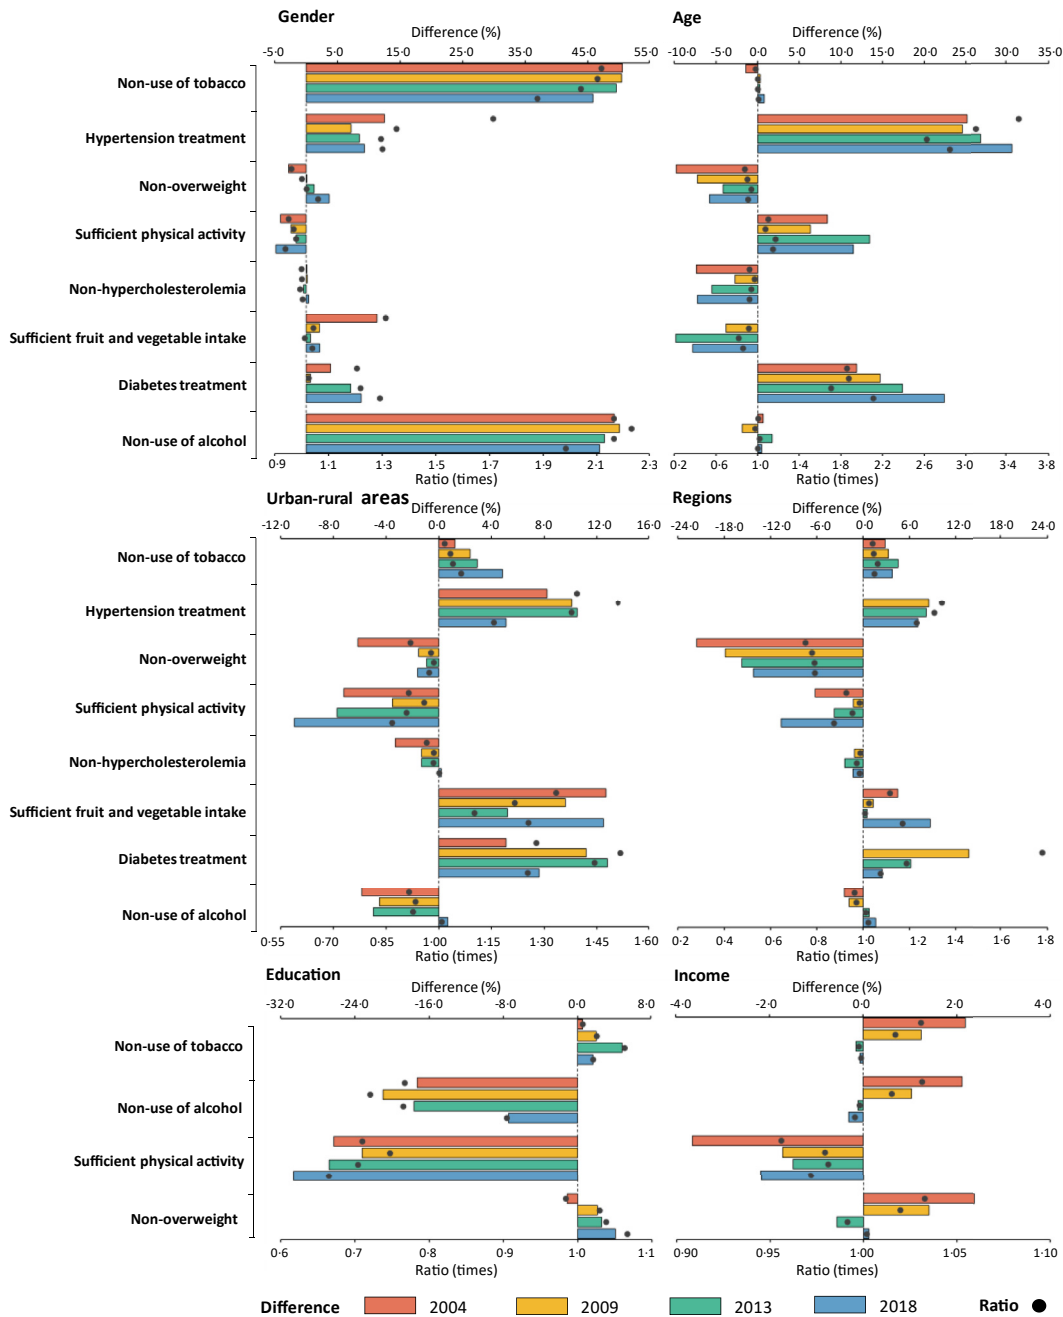 Gender
Difference (%)
-5·0 5·0 15·0 25·0 35·0 45·0 55·0
Age
Difference (%)
-10·0 -5·0 0·0 5·0 10·0 15·0 20·0 25·0 30·0 35·0
Non-use of tobacco
Hypertension treatment
Non-overweight
Sufficient physical activity
Non-hypercholesterolemia
Sufficient fruit and vegetable intake
Diabetes treatment
Non-use of alcohol
0·9 1·1 1·3 1·5 1·7 1·9 2·1 2·3
Ratio (times)
0·2 0·6 1·0 1·4 1·8 2·2 2·6 3·0 3·4 3·8
Ratio (times)
Urban-rural areas
Difference (%)
-12·0 -8·0 -4·0 0·0 4·0 8·0 12·0 16·0
Regions
Difference (%)
-24·0 -18·0 -12·0 -6·0 0·0 6·0 12·0 18·0 24·0
Non-use of tobacco
Hypertension treatment
Non-overweight
Sufficient physical activity
Non-hypercholesterolemia
Sufficient fruit and vegetable intake
Diabetes treatment
Non-use of alcohol
0·55 0·70 0·85 1·00 1·15 1·30 1·45 1·60
Ratio (times)
0·2 0·4 0·6 0·8 1·0 1·2 1·4 1·6 1·8
Ratio (times)
Education
Difference (%)
-32·0 -24·0 -16·0 -8·0 0·0 8·0
Income
Difference (%)
-4·0 -2·0 0·0 2·0 4·0
Non-use of tobacco
Non-use of alcohol
Sufficient physical activity
Non-overweight
0·6 0·7 0·8 0·9 1·0 1·1
Ratio (times)
0·90 0·95 1·00 1·05 1·10
Ratio (times)
Difference 2004 2009 2013 2018 Ratio